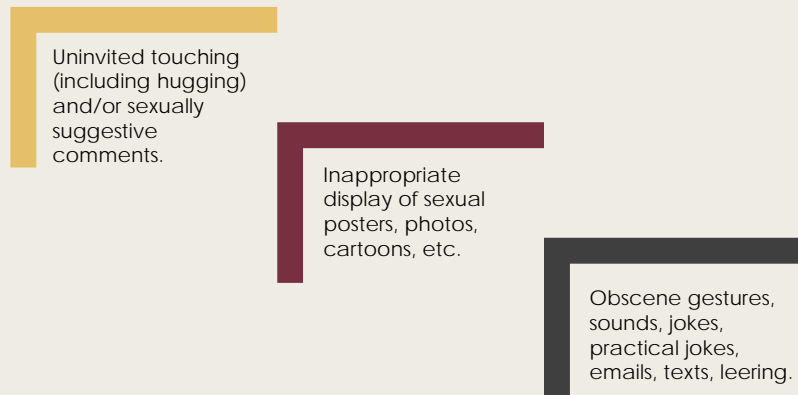 Uninvited touching
(including hugging)
and/or sexually
suggestive
comments.
Inappropriate
display of sexual
posters, photos,
cartoons, etc.
Obscene gestures,
sounds, jokes,
practical jokes,
emails, texts, leering.